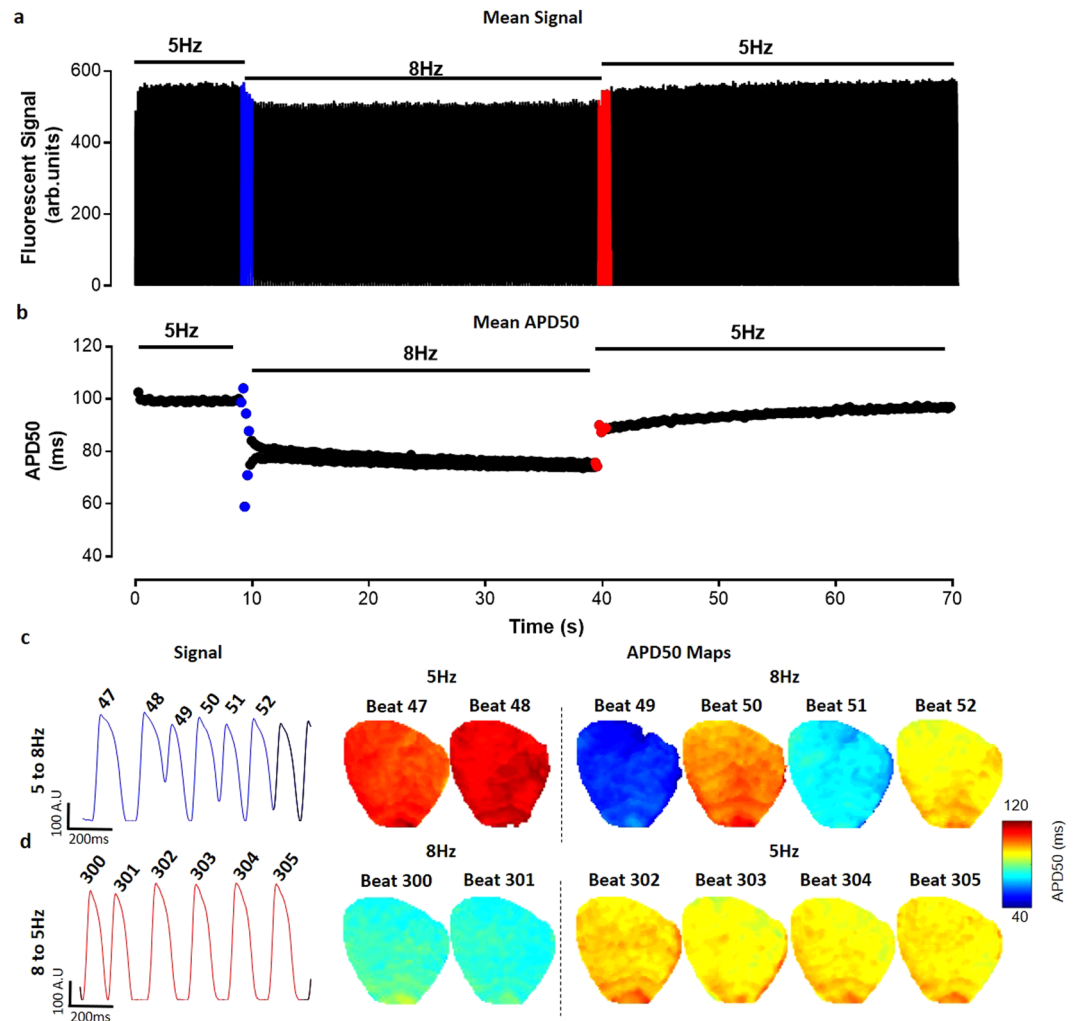 a
Mean Signal
5Hz
8Hz
5Hz
600
400
200
0
Fluorescent Signal
(arb.units)
b
Mean APD50
5Hz
8Hz
5Hz
120
100
80
60
40
APD50
(ms)
0 10 20 30 40 50 60 70
Time (s)
c
Signal
APD50 Maps
5Hz
8Hz
47 48 49 50 51 52
Beat 47 Beat 48 Beat 49 Beat 50 Beat 51 Beat 52
5 to 8Hz
100 A.U
200ms
120
APD50 (ms)
40
d
8Hz
5Hz
300 301 302 303 304 305
Beat 300 Beat 301 Beat 302 Beat 303 Beat 304 Beat 305
8 to 5Hz
100 A.U
200ms